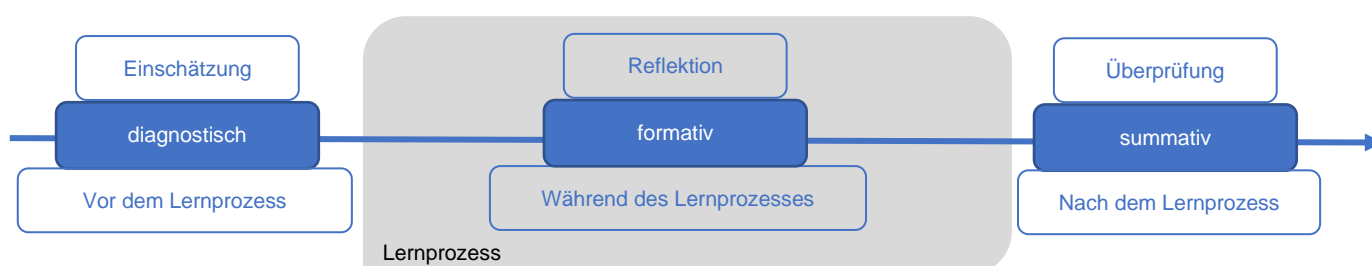 Einschätzung
diagnostisch
Vor dem Lernprozess
Reflektion
formativ
Während des Lernprozesses
Überprüfung
summativ
Nach dem Lernprozess
Lernprozess